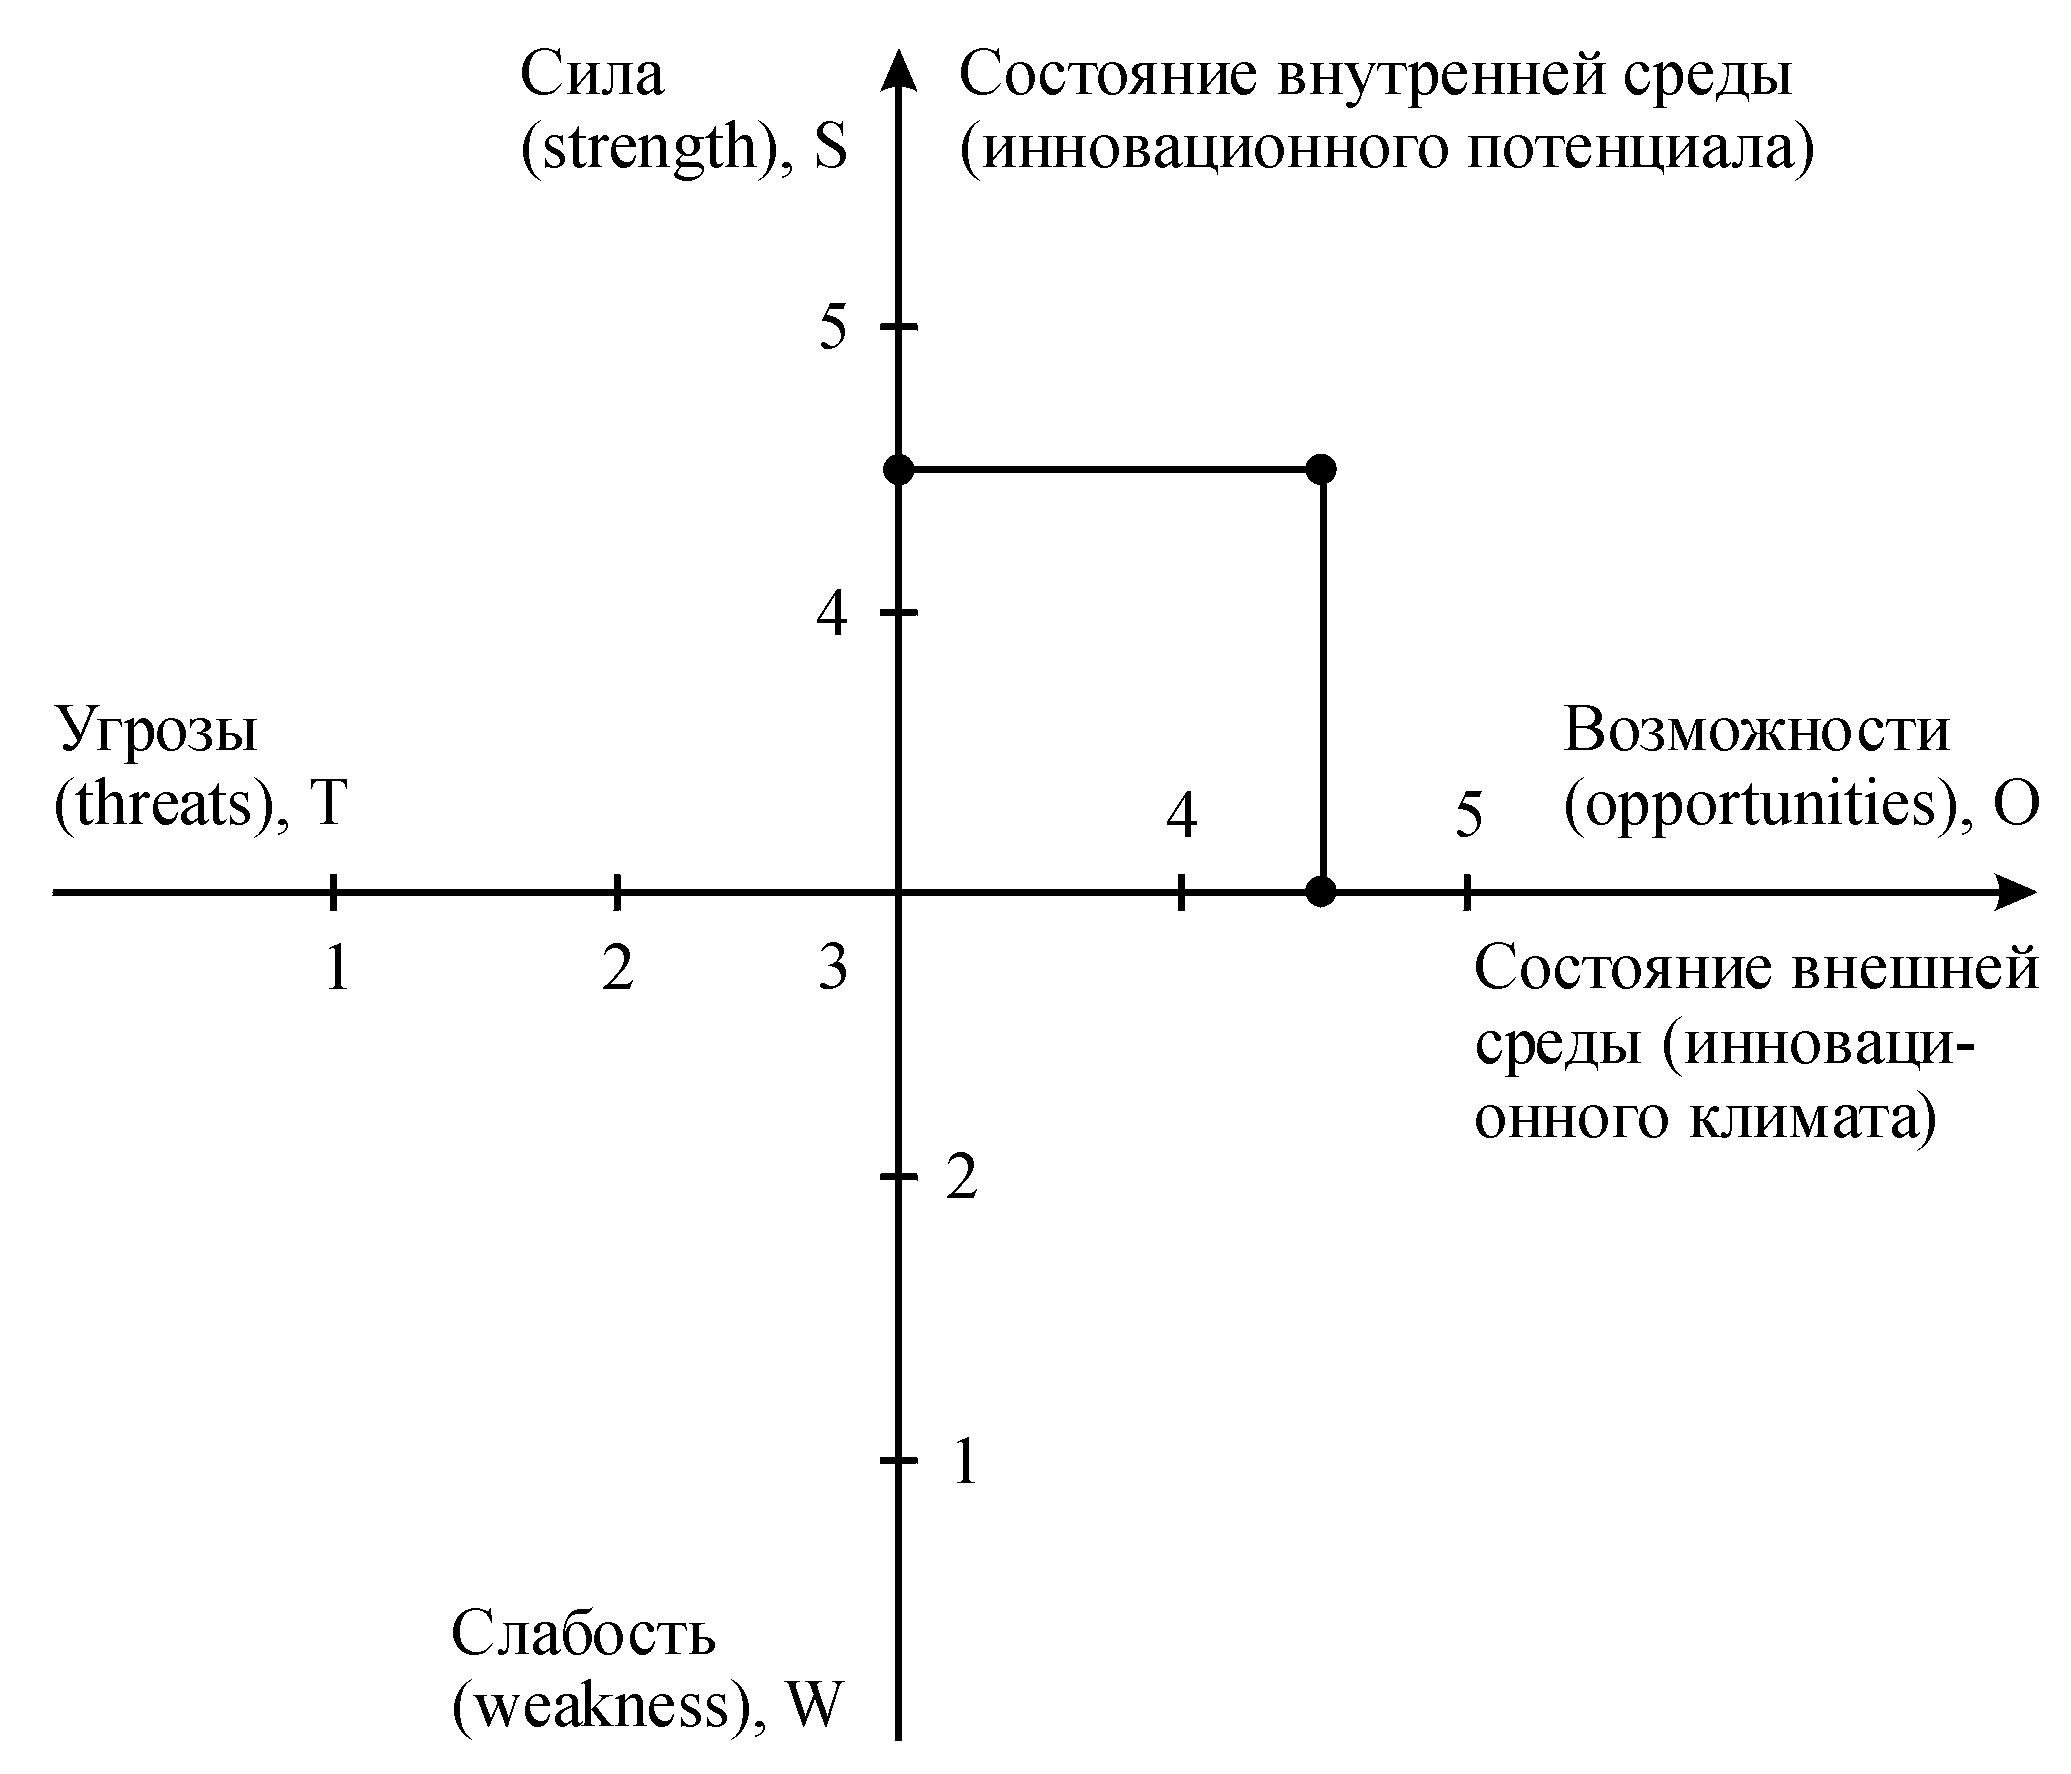 Сила
(strength), S
Состояние внутренней среды
(инновационного потенциала)
5
4
Угрозы
(threats), T
4
5
Возможности
(opportunities), O
1
2
3
Состояние внешней
среды (инноваци-
онного климата)
2
1
Слабость
(weakness), W